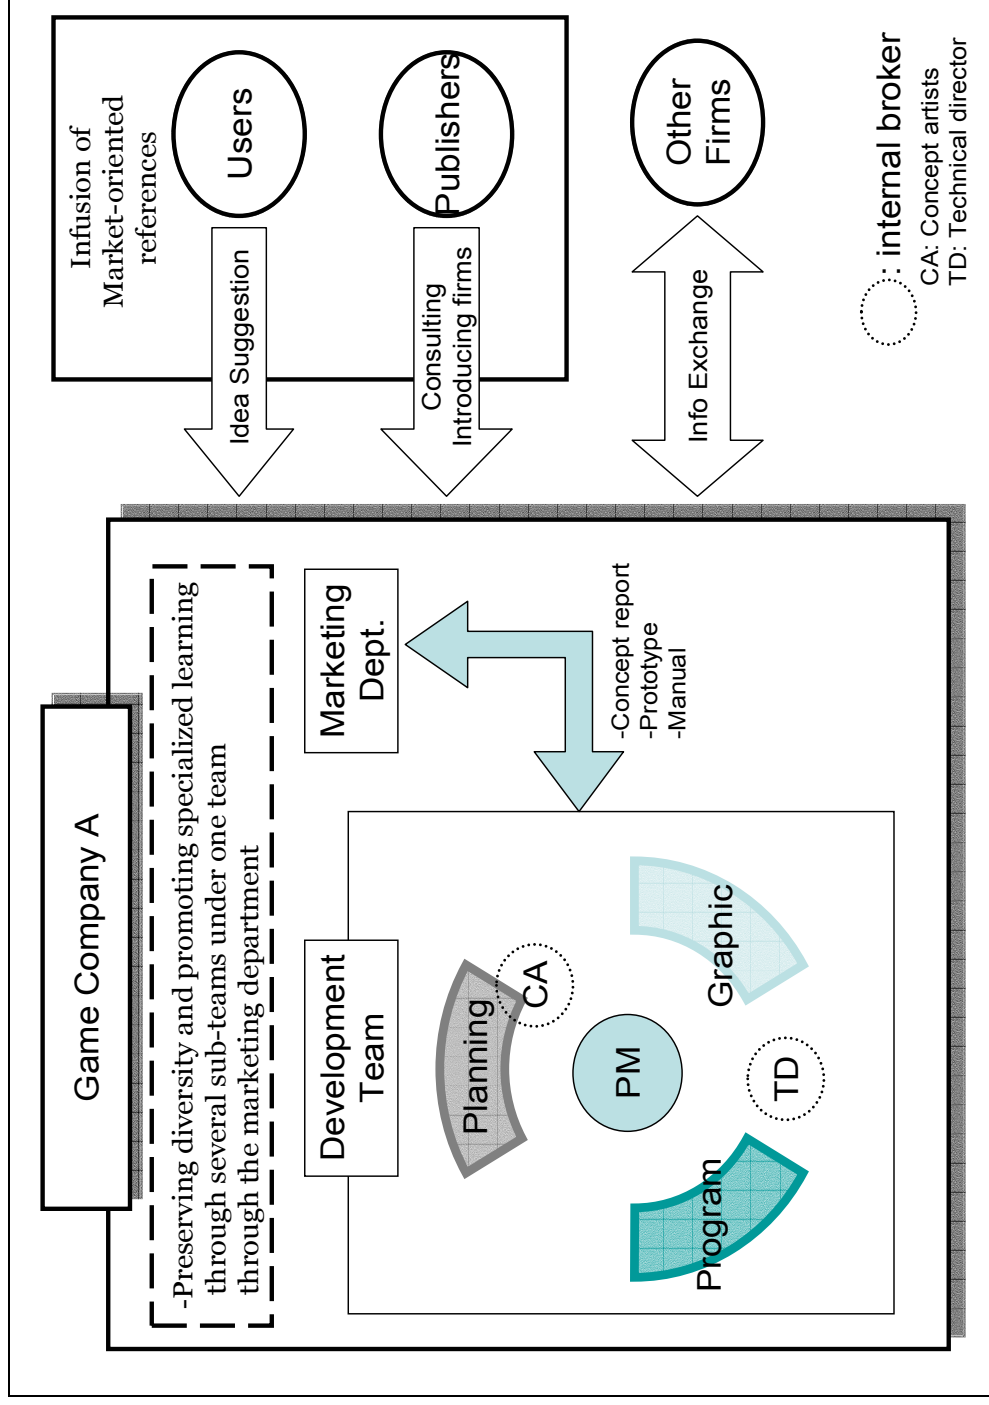 Game Company A
-Preserving diversity and promoting specialized learning
through several sub-teams under one team
through the marketing department
Development
Team
Planning
CA
PM
Program
TD
Graphic
Marketing
Dept.
-Concept report
-Prototype
-Manual
Infusion of
Market-oriented
references
Idea Suggestion
Users
Consulting
Introducing firms
Publishers
Info Exchange
Other
Firms
: internal broker
CA: Concept artists
TD: Technical director